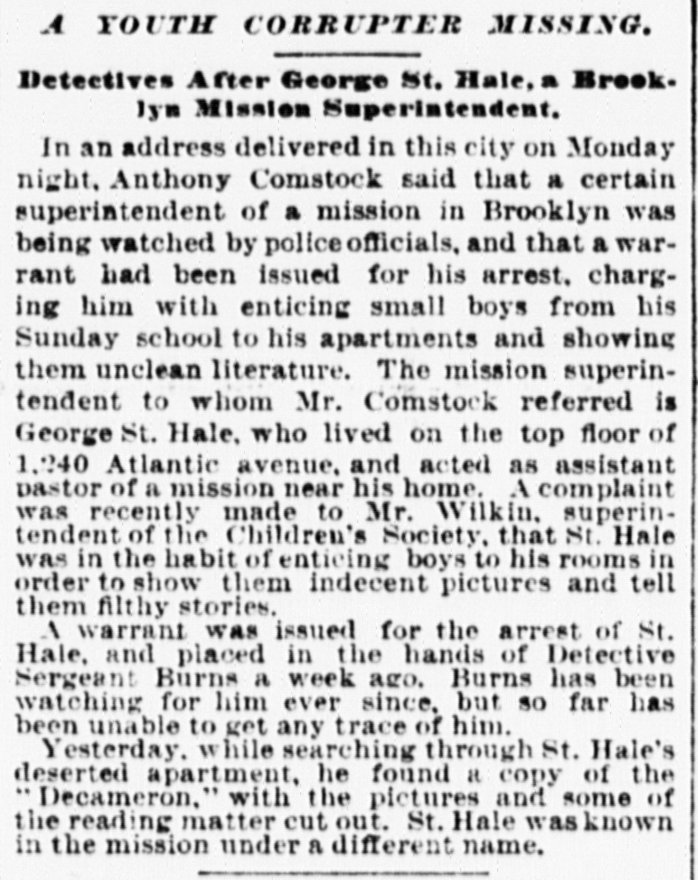 A YOUTH CORRUPTER MISSING.
Detectives After George St. Hale, a Brook-
lyn Mission Superintendent.
In an address delivered in this city on Monday
night, Anthony Comstock said that a certain
superintendent of a mission in Brooklyn was
being watched by police officials, and that a war-
rant had been issued for his arrest, charg-
ing him with enticing small boys from his
Sunday school to his apartments and showing
them unclean literature. The mission superin-
tendent to whom Mr. Comstock referred is
George St. Hale, who lived on the top floor of
1,240 Atlantic avenue, and acted as assistant
pastor of a mission near his home. A complaint
was recently made to Mr. Wilkin, superin-
tendent of the Children's Society, that St. Hale
was in the habit of enticing boys to his rooms in
order to show them indecent pictures and tell
them filthy stories.
A warrant was issued for the arrest of St.
Hale, and placed in the hands of Detective
Sergeant Burns a week ago. Burns has been
watching for him ever since, but so far has
been unable to get any trace of him.
Yesterday, while searching through St. Hale's
deserted apartment, he found a copy of the
"Decameron," with the pictures and some of
the reading matter cut out. St. Hale was known
in the mission under a different name.